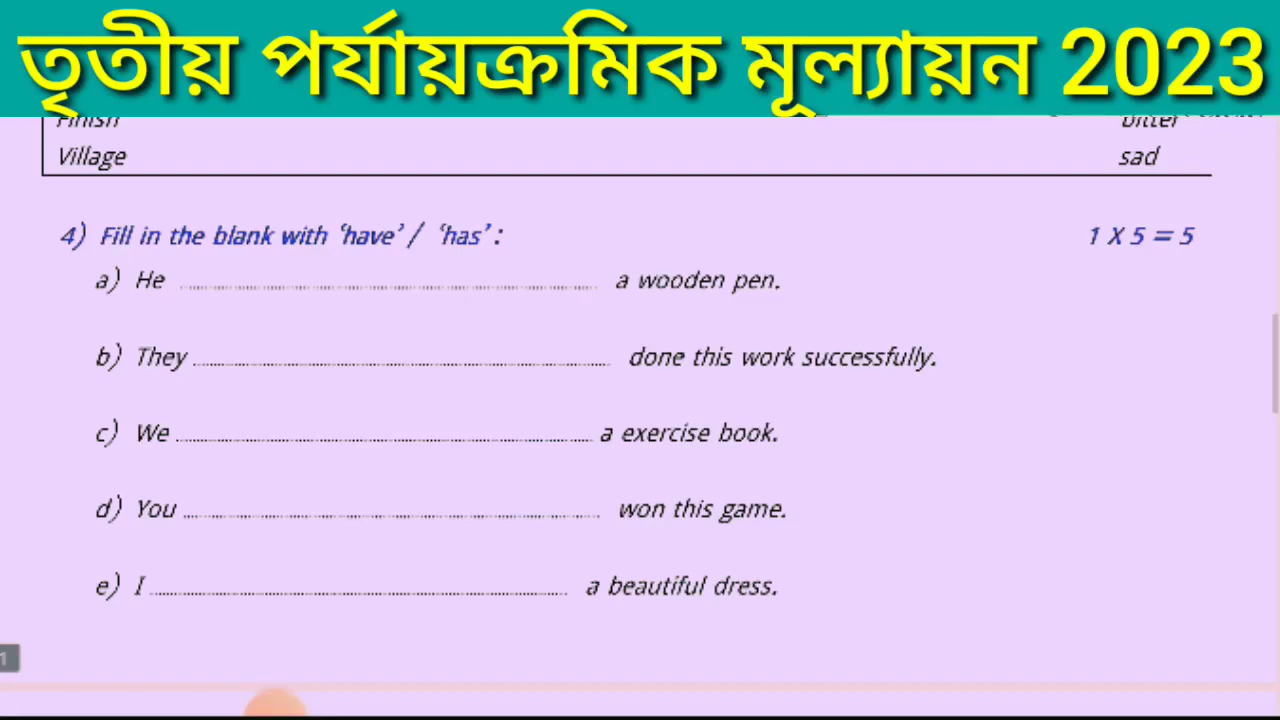 তৃতীয় পর্যায়ক্রমিক মূল্যায়ন 2023
Finish bitter
Village sad
4) Fill in the blank with ‘have’ / ‘has’ : 1 X 5 = 5
a) He ........................ a wooden pen.
b) They ........................ done this work successfully.
c) We ........................ a exercise book.
d) You ........................ won this game.
e) I ........................ a beautiful dress.
1